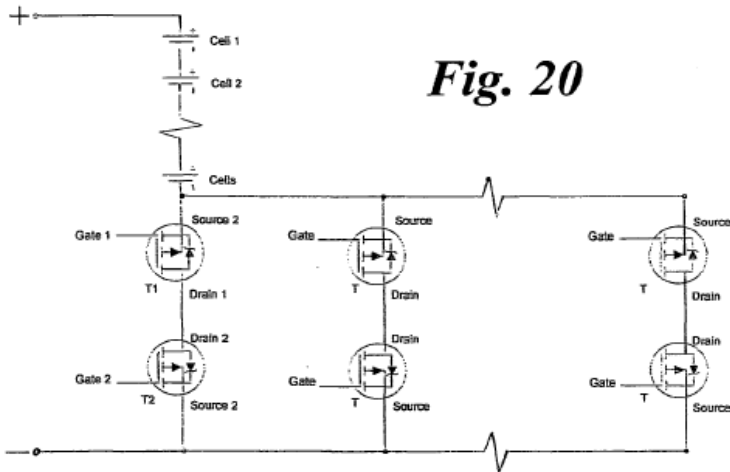 +
Cell 1
Fig. 20
Cell 2
Cells
Source 2 Source Source
Gate 1 Gate Gate
T1 T T
Drain 1 Drain Drain
Drain 2 Drain Drain
Gate 2 Gate Gate
T2 T T
Source 2 Source Source